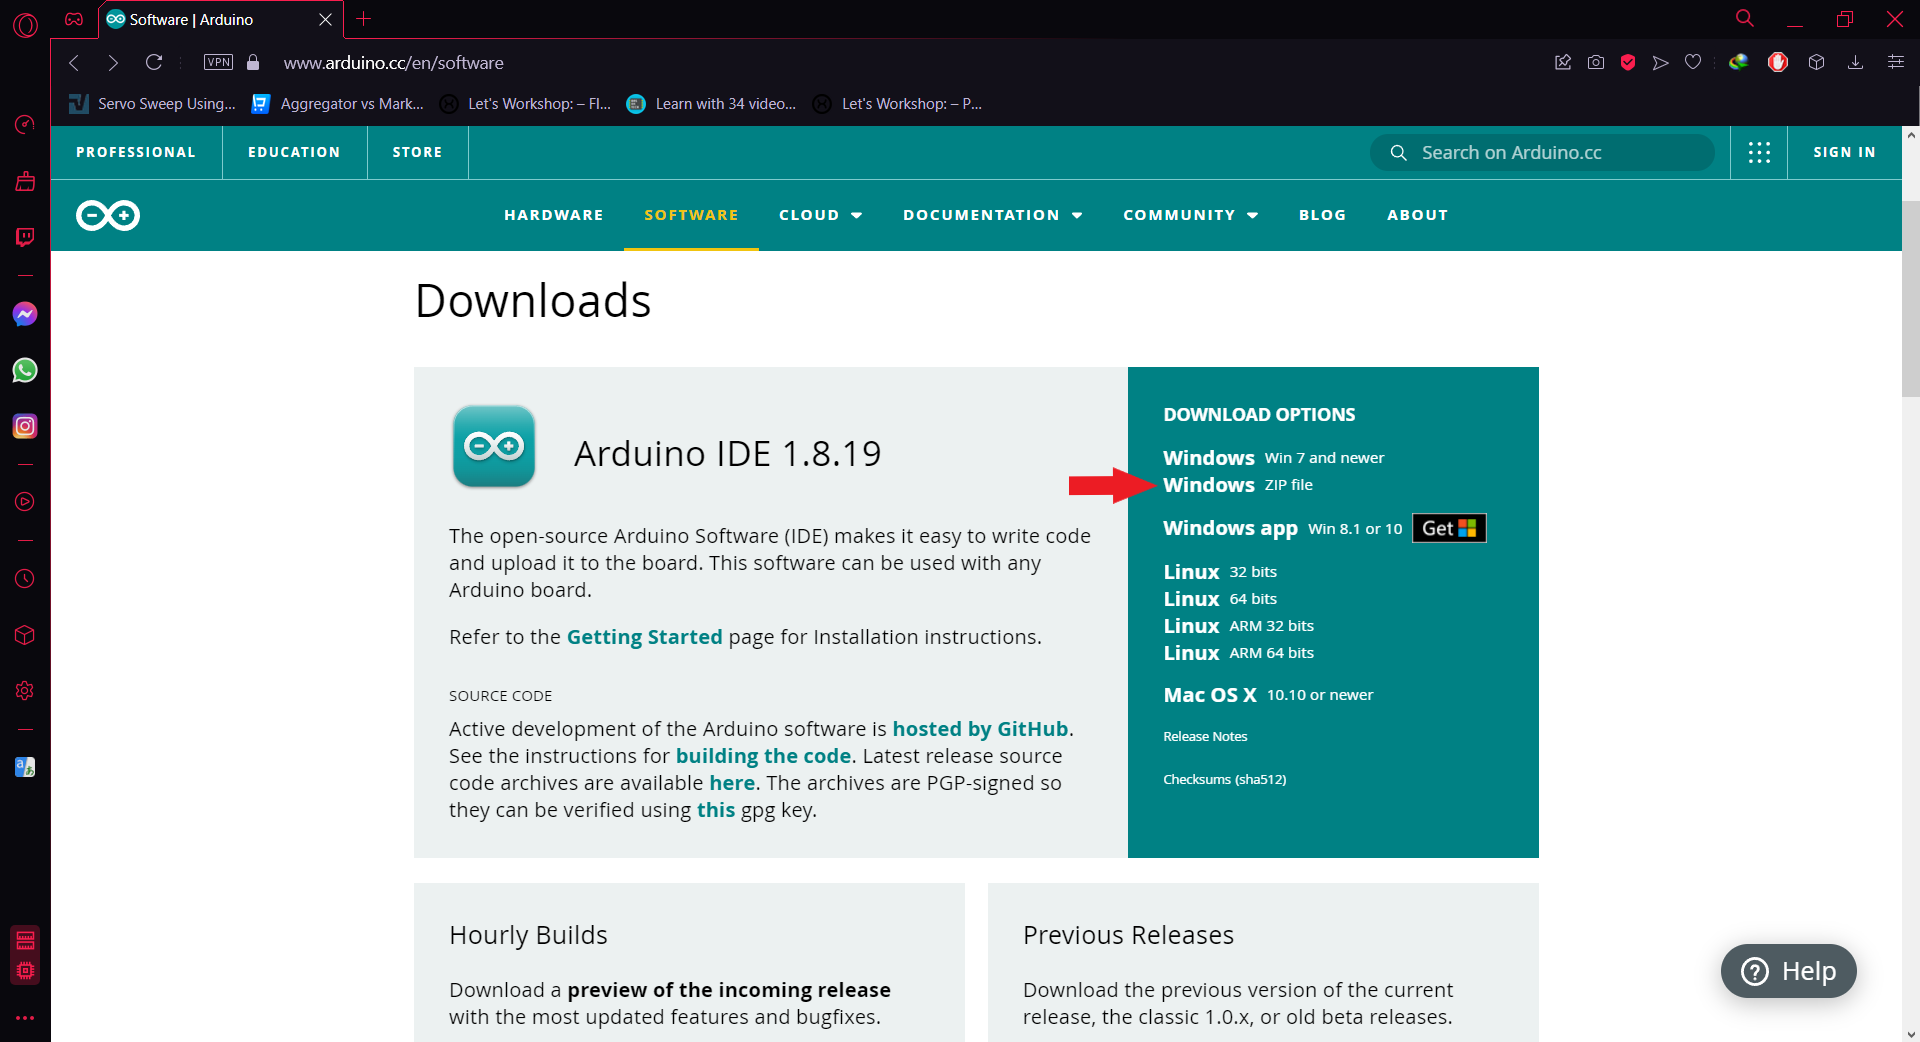 Software | Arduino
VPN
www.arduino.cc/en/software
Servo Sweep Using...
Aggregator vs Mark...
Let's Workshop: – Fl...
Learn with 34 video...
Let's Workshop: – P...
PROFESSIONAL
EDUCATION
STORE
Search on Arduino.cc
SIGN IN
HARDWARE
SOFTWARE
CLOUD
DOCUMENTATION
COMMUNITY
BLOG
ABOUT
Downloads
Arduino IDE 1.8.19
The open-source Arduino Software (IDE) makes it easy to write code
and upload it to the board. This software can be used with any
Arduino board.
Refer to the Getting Started page for Installation instructions.
SOURCE CODE
Active development of the Arduino software is hosted by GitHub.
See the instructions for building the code. Latest release source
code archives are available here. The archives are PGP-signed so
they can be verified using this gpg key.
DOWNLOAD OPTIONS
Windows Win 7 and newer
Windows ZIP file
Windows app Win 8.1 or 10 Get
Linux 32 bits
Linux 64 bits
Linux ARM 32 bits
Linux ARM 64 bits
Mac OS X 10.10 or newer
Release Notes
Checksums (sha512)
Hourly Builds
Download a preview of the incoming release
with the most updated features and bugfixes.
Previous Releases
Download the previous version of the current
release, the classic 1.0.x, or old beta releases.
Help